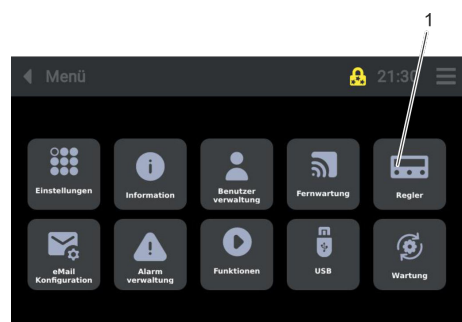 1
Menü
21:30
Einstellungen
Information
Benutzer
verwaltung
Fernwartung
Regler
eMail
Konfiguration
Alarm
verwaltung
Funktionen
USB
Wartung